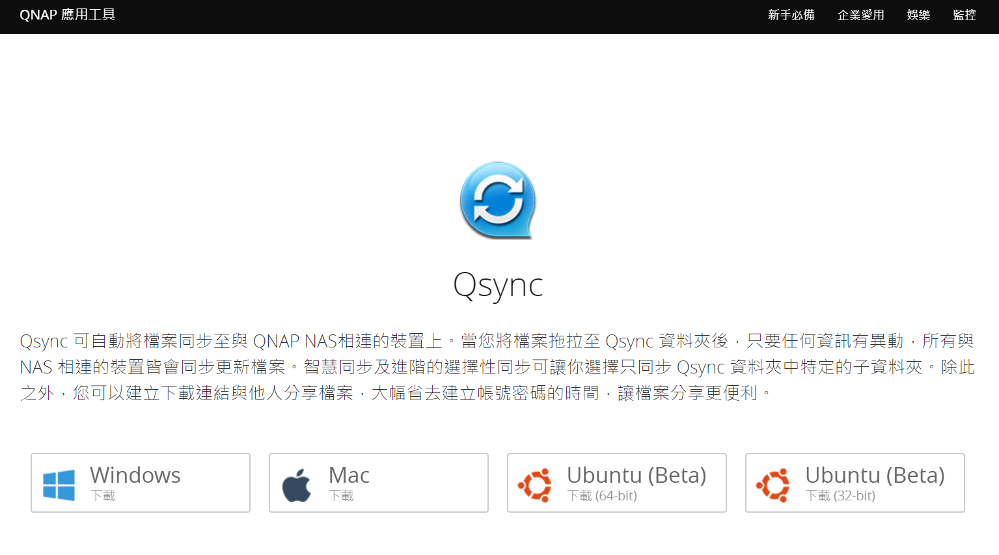 QNAP 應用工具
新手必備 企業愛用 娛樂 監控
Qsync
Qsync 可自動將檔案同步至與 QNAP NAS相連的裝置上。當您將檔案拖拉至 Qsync 資料夾後，只要任何資訊有異動，所有與
NAS 相連的裝置皆會同步更新檔案。智慧同步及進階的選擇性同步可讓你選擇只同步 Qsync 資料夾中特定的子資料夾。除此
之外，您可以建立下載連結與他人分享檔案，大幅省去建立帳號密碼的時間，讓檔案分享更便利。
Windows
下載
Mac
下載
Ubuntu (Beta)
下載 (64-bit)
Ubuntu (Beta)
下載 (32-bit)